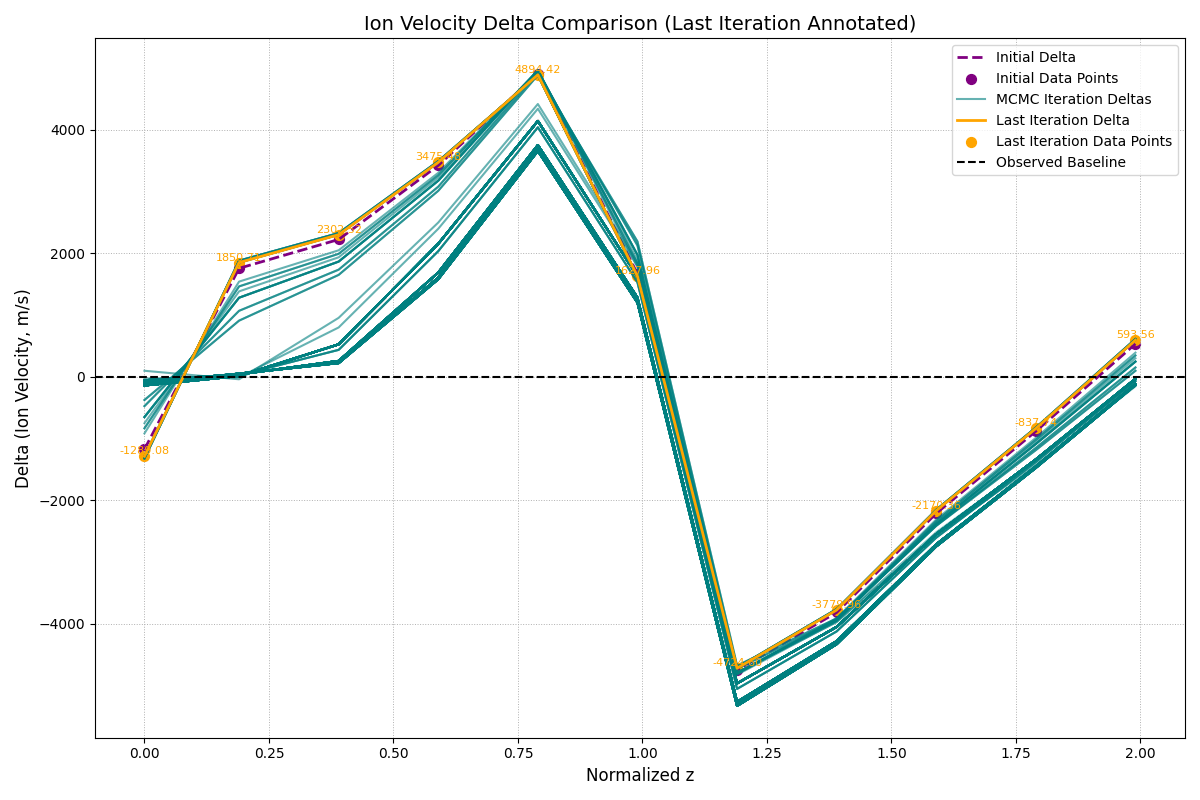 Ion Velocity Delta Comparison (Last Iteration Annotated)
Initial Delta
Initial Data Points
MCMC Iteration Deltas
Last Iteration Delta
Last Iteration Data Points
Observed Baseline
4894.42
593.56
Delta (Ion Velocity, m/s)
4000
2000
0
−2000
−4000
0.00
0.25
0.50
0.75
1.00
1.25
1.50
1.75
2.00
Normalized z